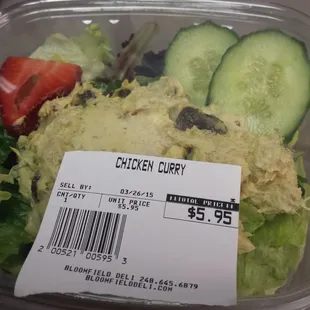 CHICKEN CURRY
SELL BY: 03/26/15
CNT/QTY UNIT PRICE TOTAL PRICE
1 $5.95 $5.95
2 00521 00595 3
BLOOMFIELD DELI 248.645.6879
BLOOMFIELDDELI.COM